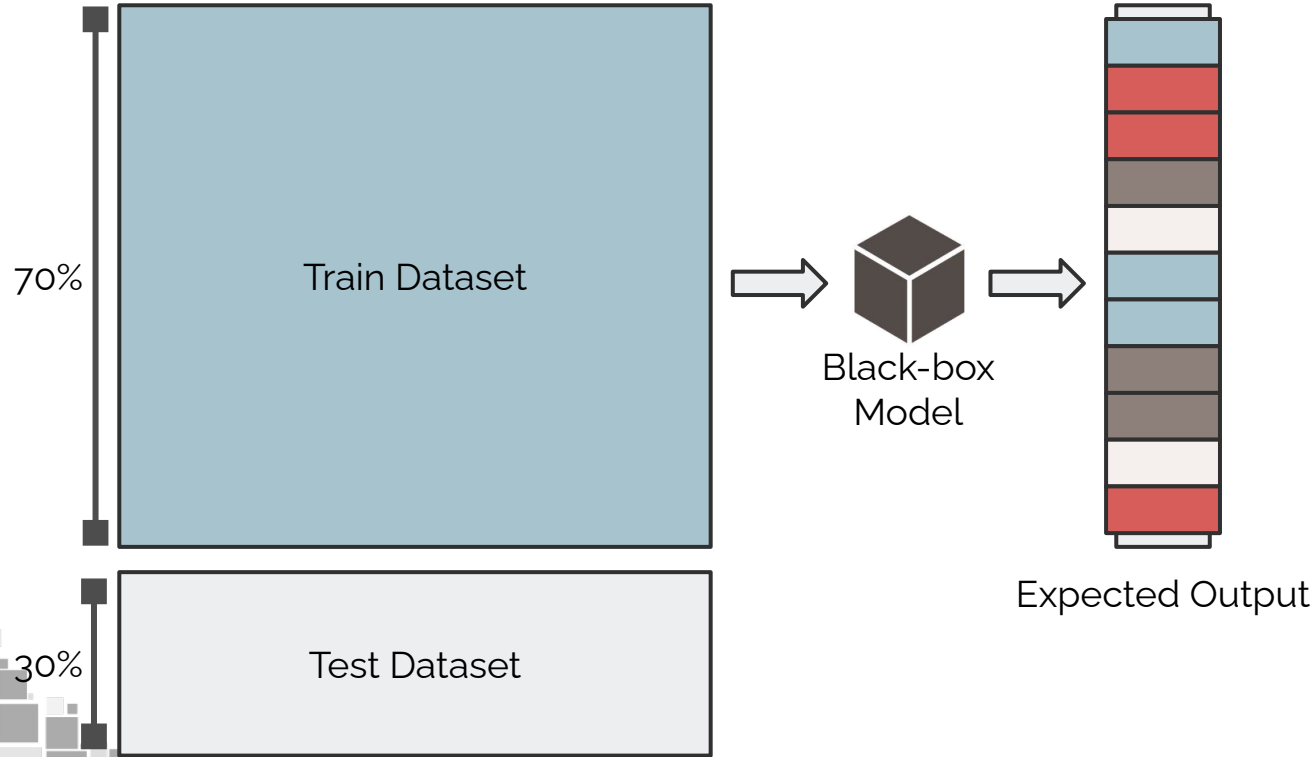 70%
Train Dataset
Black-box
Model
Expected Output
30%
Test Dataset